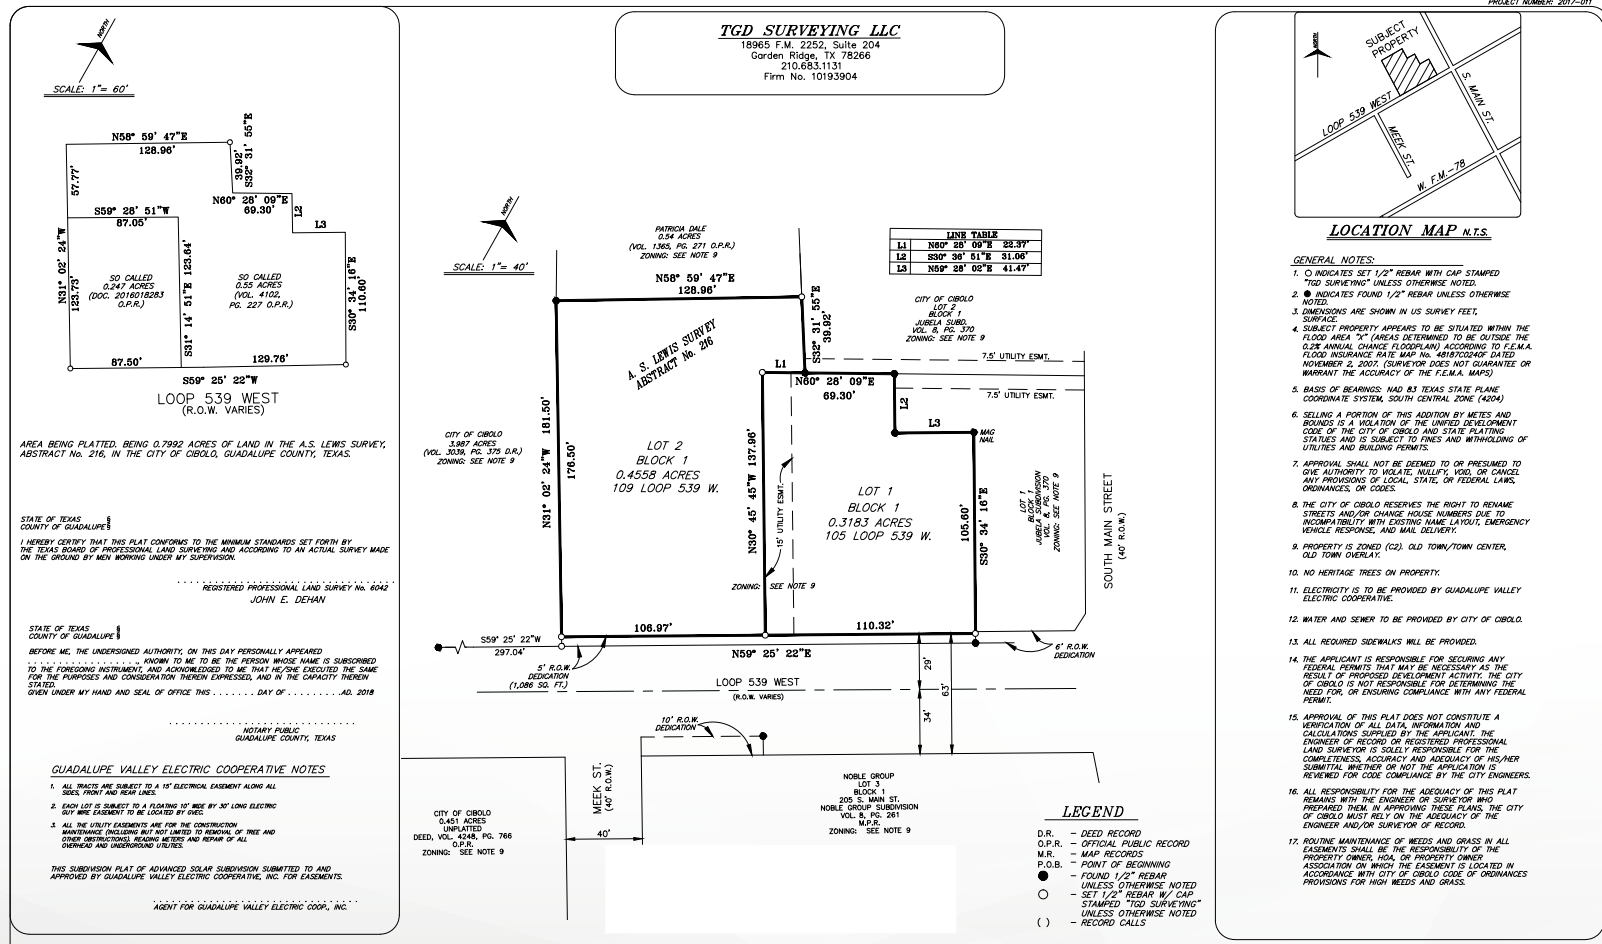 PROJECT NUMBER: 2017-011
NORTH
SCALE: 1"= 60'
N58° 59' 47"E
128.96'
39.92'
S32° 31' 55"E
57.77'
N60° 28' 09"E
69.30'
L2
L3
S59° 28' 51"W
87.05'
N31° 02' 24"W
123.73'
SO CALLED
0.247 ACRES
(DOC. 2016018283
O.P.R.)
S31° 14' 51"E 123.64'
SO CALLED
0.55 ACRES
(VOL. 4102,
PG. 227 O.P.R.)
S30° 34' 16"E
110.60'
87.50'
129.76'
S59° 25' 22"W
LOOP 539 WEST
(R.O.W. VARIES)
AREA BEING PLATTED. BEING 0.7992 ACRES OF LAND IN THE A.S. LEWIS SURVEY,
ABSTRACT No. 216, IN THE CITY OF CIBOLO, GUADALUPE COUNTY, TEXAS.
STATE OF TEXAS §
COUNTY OF GUADALUPE§
I HEREBY CERTIFY THAT THIS PLAT CONFORMS TO THE MINIMUM STANDARDS SET FORTH BY
THE TEXAS BOARD OF PROFESSIONAL LAND SURVEYING AND ACCORDING TO AN ACTUAL SURVEY MADE
ON THE GROUND BY MEN WORKING UNDER MY SUPERVISION.
REGISTERED PROFESSIONAL LAND SURVEY No. 6042
JOHN E. DEHAN
STATE OF TEXAS §
COUNTY OF GUADALUPE §
BEFORE ME, THE UNDERSIGNED AUTHORITY, ON THIS DAY PERSONALLY APPEARED
. . . . . . . . . . . . . . . . . ., KNOWN TO ME TO BE THE PERSON WHOSE NAME IS SUBSCRIBED
TO THE FOREGOING INSTRUMENT, AND ACKNOWLEDGED TO ME THAT HE/SHE EXECUTED THE SAME
FOR THE PURPOSES AND CONSIDERATION THEREIN EXPRESSED, AND IN THE CAPACITY THEREIN
STATED.
GIVEN UNDER MY HAND AND SEAL OF OFFICE THIS . . . . . . . DAY OF . . . . . . . . .AD. 2018
NOTARY PUBLIC
GUADALUPE COUNTY, TEXAS
GUADALUPE VALLEY ELECTRIC COOPERATIVE NOTES
1. ALL TRACTS ARE SUBJECT TO A 15' ELECTRICAL EASEMENT ALONG ALL
SIDES, FRONT AND REAR LINES.
2. EACH LOT IS SUBJECT TO A FLOATING 10' WIDE BY 30' LONG ELECTRIC
GUY WIRE EASEMENT TO BE LOCATED BY GVEC.
3. ALL THE UTILITY EASEMENTS ARE FOR THE CONSTRUCTION
MAINTENANCE (INCLUDING BUT NOT LIMITED TO REMOVAL OF TREE AND
OTHER OBSTRUCTIONS), READING METERS AND REPAIR OF ALL
OVERHEAD AND UNDERGROUND UTILITIES.
THIS SUBDIVISION PLAT OF ADVANCED SOLAR SUBDIVISION SUBMITTED TO AND
APPROVED BY GUADALUPE VALLEY ELECTRIC COOPERATIVE, INC. FOR EASEMENTS.
AGENT FOR GUADALUPE VALLEY ELECTRIC COOP., INC.
TGD SURVEYING LLC
18965 F.M. 2252, Suite 204
Garden Ridge, TX 78266
210.683.1131
Firm No. 10193904
NORTH
SCALE: 1"= 40'
PATRICIA DALE
0.54 ACRES
(VOL. 1365, PG. 271 O.P.R.)
ZONING: SEE NOTE 9
N58° 59' 47"E
128.96'
LINE TABLE
L1 N60° 28' 09"E 22.37'
L2 S30° 36' 51"E 31.06'
L3 N59° 28' 02"E 41.47'
CITY OF CIBOLO
LOT 2
BLOCK 1
JUBELA SUBD.
VOL. 8, PG. 370
ZONING: SEE NOTE 9
A. S. LEWIS SURVEY
ABSTRACT No. 216
S32° 31' 55"E
39.92'
7.5' UTILITY ESMT.
L1
N60° 28' 09"E
69.30'
7.5' UTILITY ESMT.
L2
L3
MAG
NAIL
CITY OF CIBOLO
3.987 ACRES
(VOL. 3039, PG. 375 D.R.)
ZONING: SEE NOTE 9
N31° 02' 24"W 181.50'
176.50'
LOT 2
BLOCK 1
0.4558 ACRES
109 LOOP 539 W.
N30° 45' 45"W 137.96'
15' UTILITY ESMT.
LOT 1
BLOCK 1
0.3183 ACRES
105 LOOP 539 W.
105.60'
S30° 34' 16"E
LOT 1
BLOCK 1
JUBELA SUBDIVISION
VOL. 8, PG. 370
ZONING: SEE NOTE 9
SOUTH MAIN STREET
(40' R.O.W.)
ZONING: SEE NOTE 9
S59° 25' 22"W
297.04'
106.97'
110.32'
N59° 25' 22"E
5' R.O.W.
DEDICATION
(1,086 SQ. FT.)
6' R.O.W.
DEDICATION
LOOP 539 WEST
(R.O.W. VARIES)
29'
63'
34'
10' R.O.W.
DEDICATION
MEEK ST.
(40' R.O.W.)
40'
CITY OF CIBOLO
0.451 ACRES
UNPLATTED
DEED, VOL. 4248, PG. 766
O.P.R.
ZONING: SEE NOTE 9
NOBLE GROUP
LOT 3
BLOCK 1
205 S. MAIN ST.
NOBLE GROUP SUBDIVISION
VOL. 8, PG. 261
M.P.R.
ZONING: SEE NOTE 9
LEGEND
D.R. – DEED RECORD
O.P.R. – OFFICIAL PUBLIC RECORD
M.R. – MAP RECORDS
P.O.B. – POINT OF BEGINNING
– FOUND 1/2" REBAR
UNLESS OTHERWISE NOTED
– SET 1/2" REBAR W/ CAP
STAMPED "TGD SURVEYING"
UNLESS OTHERWISE NOTED
( ) – RECORD CALLS
NORTH
SUBJECT
PROPERTY
LOOP 539 WEST
S. MAIN ST.
MEEK ST.
W. F.M.-78
LOCATION MAP N.T.S.
GENERAL NOTES:
1. ○ INDICATES SET 1/2" REBAR WITH CAP STAMPED
"TGD SURVEYING" UNLESS OTHERWISE NOTED.
2. ● INDICATES FOUND 1/2" REBAR UNLESS OTHERWISE
NOTED.
3. DIMENSIONS ARE SHOWN IN US SURVEY FEET,
SURFACE.
4. SUBJECT PROPERTY APPEARS TO BE SITUATED WITHIN THE
FLOOD AREA "X" (AREAS DETERMINED TO BE OUTSIDE THE
0.2% ANNUAL CHANCE FLOODPLAIN) ACCORDING TO F.E.M.A.
FLOOD INSURANCE RATE MAP No. 48187C0240F DATED
NOVEMBER 2, 2007. (SURVEYOR DOES NOT GUARANTEE OR
WARRANT THE ACCURACY OF THE F.E.M.A. MAPS)
5. BASIS OF BEARINGS: NAD 83 TEXAS STATE PLANE
COORDINATE SYSTEM, SOUTH CENTRAL ZONE (4204)
6. SELLING A PORTION OF THIS ADDITION BY METES AND
BOUNDS IS A VIOLATION OF THE UNIFIED DEVELOPMENT
CODE OF THE CITY OF CIBOLO AND STATE PLATTING
STATUES AND IS SUBJECT TO FINES AND WITHHOLDING OF
UTILITIES AND BUILDING PERMITS.
7. APPROVAL SHALL NOT BE DEEMED TO OR PRESUMED TO
GIVE AUTHORITY TO VIOLATE, NULLIFY, VOID, OR CANCEL
ANY PROVISIONS OF LOCAL, STATE, OR FEDERAL LAWS,
ORDINANCES, OR CODES.
8. THE CITY OF CIBOLO RESERVES THE RIGHT TO RENAME
STREETS AND/OR CHANGE HOUSE NUMBERS DUE TO
INCOMPATIBILITY WITH EXISTING NAME LAYOUT, EMERGENCY
VEHICLE RESPONSE, AND MAIL DELIVERY.
9. PROPERTY IS ZONED (C2). OLD TOWN/TOWN CENTER,
OLD TOWN OVERLAY.
10. NO HERITAGE TREES ON PROPERTY.
11. ELECTRICITY IS TO BE PROVIDED BY GUADALUPE VALLEY
ELECTRIC COOPERATIVE.
12. WATER AND SEWER TO BE PROVIDED BY CITY OF CIBOLO.
13. ALL REQUIRED SIDEWALKS WILL BE PROVIDED.
14. THE APPLICANT IS RESPONSIBLE FOR SECURING ANY
FEDERAL PERMITS THAT MAY BE NECESSARY AS THE
RESULT OF PROPOSED DEVELOPMENT ACTIVITY. THE CITY
OF CIBOLO IS NOT RESPONSIBLE FOR DETERMINING THE
NEED FOR, OR ENSURING COMPLIANCE WITH ANY FEDERAL
PERMIT.
15. APPROVAL OF THIS PLAT DOES NOT CONSTITUTE A
VERIFICATION OF ALL DATA, INFORMATION AND
CALCULATIONS SUPPLIED BY THE APPLICANT. THE
ENGINEER OF RECORD OR REGISTERED PROFESSIONAL
LAND SURVEYOR IS SOLELY RESPONSIBLE FOR THE
COMPLETENESS, ACCURACY AND ADEQUACY OF HIS/HER
SUBMITTAL WHETHER OR NOT THE APPLICATION IS
REVIEWED FOR CODE COMPLIANCE BY THE CITY ENGINEERS.
16. ALL RESPONSIBILITY FOR THE ADEQUACY OF THIS PLAT
REMAINS WITH THE ENGINEER OR SURVEYOR WHO
PREPARED THEM. IN APPROVING THESE PLANS, THE CITY
OF CIBOLO MUST RELY ON THE ADEQUACY OF THE
ENGINEER AND/OR SURVEYOR OF RECORD.
17. ROUTINE MAINTENANCE OF WEEDS AND GRASS IN ALL
EASEMENTS SHALL BE THE RESPONSIBILITY OF THE
PROPERTY OWNER, HOA, OR PROPERTY OWNER
ASSOCIATION ON WHICH THE EASEMENT IS LOCATED IN
ACCORDANCE WITH CITY OF CIBOLO CODE OF ORDINANCES
PROVISIONS FOR HIGH WEEDS AND GRASS.